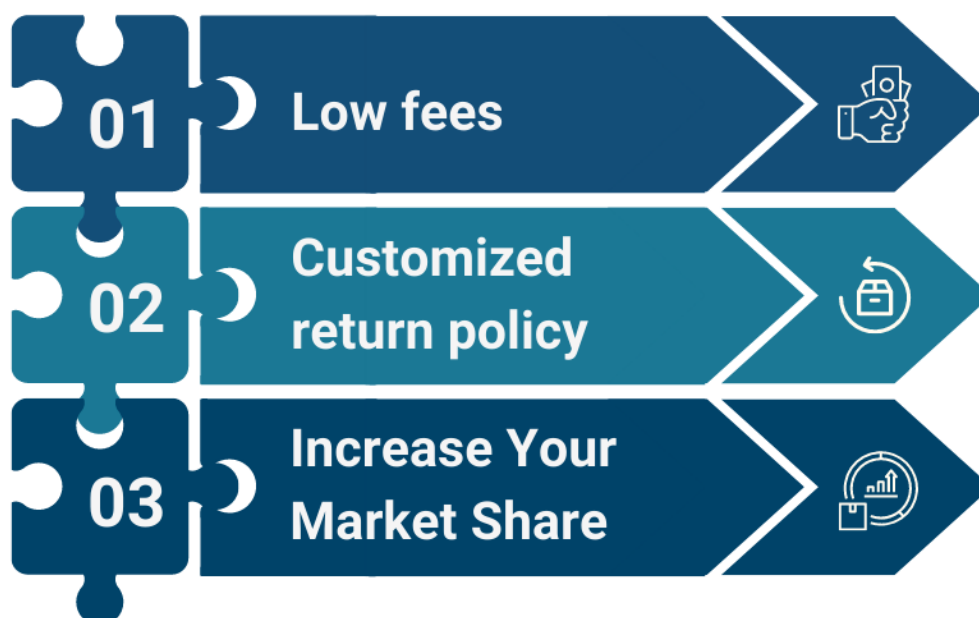 01
Low fees
02
Customized
return policy
03
Increase Your
Market Share